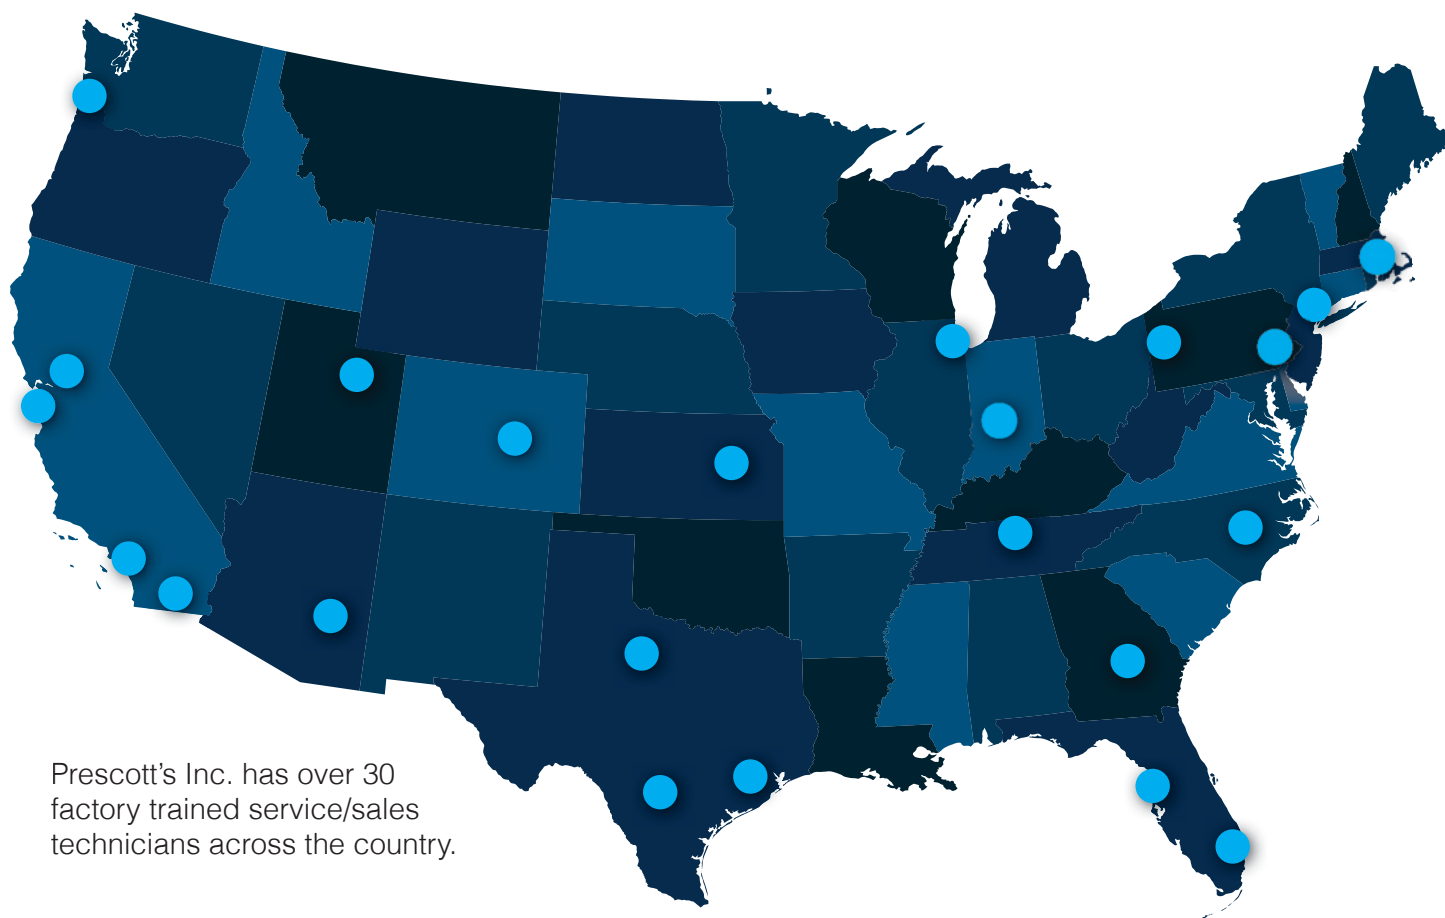 Prescott’s Inc. has over 30
factory trained service/sales
technicians across the country.